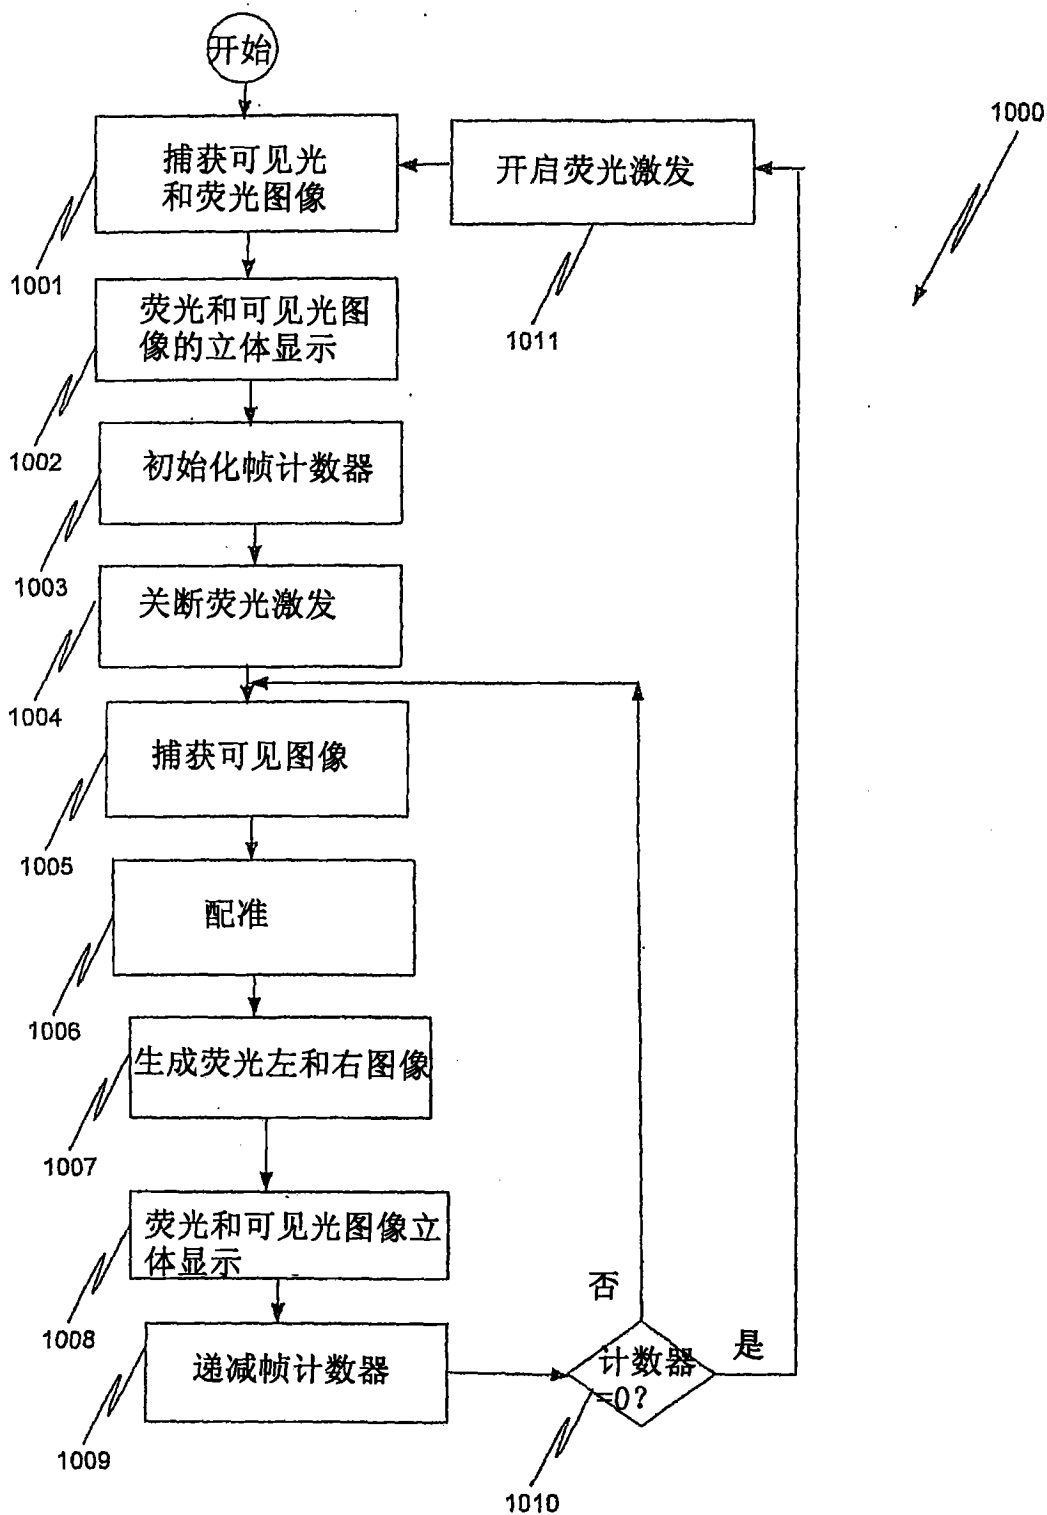 开始
1000
捕获可见光
和荧光图像
开启荧光激发
1001
1011
荧光和可见光图
像的立体显示
1002
初始化帧计数器
1003
关断荧光激发
1004
捕获可见图像
1005
配准
1006
生成荧光左和右图像
1007
荧光和可见光图像立
体显示
1008
否
是
递减帧计数器
计数器
=0?
1009
1010